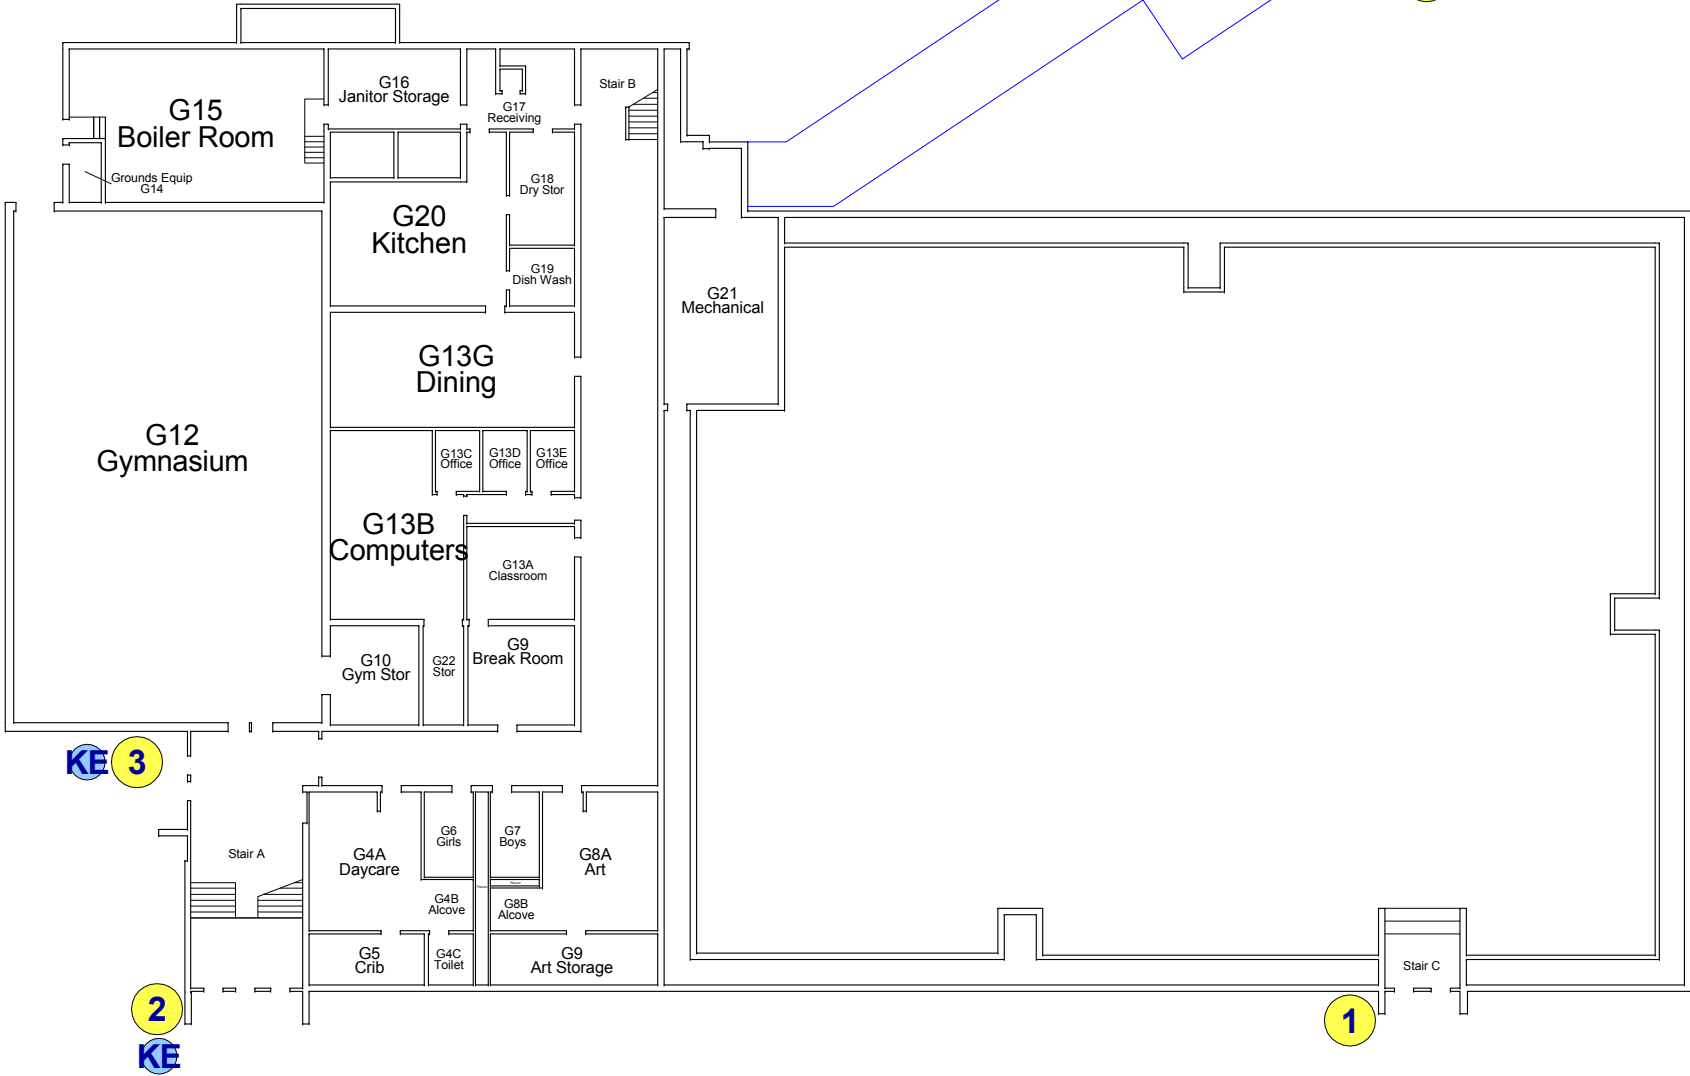 G16
Janitor Storage
Stair B
G15
Boiler Room
G17
Receiving
Grounds Equip
G14
G18
Dry Stor
G20
Kitchen
G19
Dish Wash
G21
Mechanical
G13G
Dining
G12
Gymnasium
G13C
Office
G13D
Office
G13E
Office
G13B
Computers
G13A
Classroom
G10
Gym Stor
G22
Stor
G9
Break Room
KE
3
G6
Girls
G7
Boys
Stair A
G4A
Daycare
G8A
Art
G4B
Alcove
G8B
Alcove
G5
Crib
G4C
Toilet
G9
Art Storage
Stair C
2
KE
1